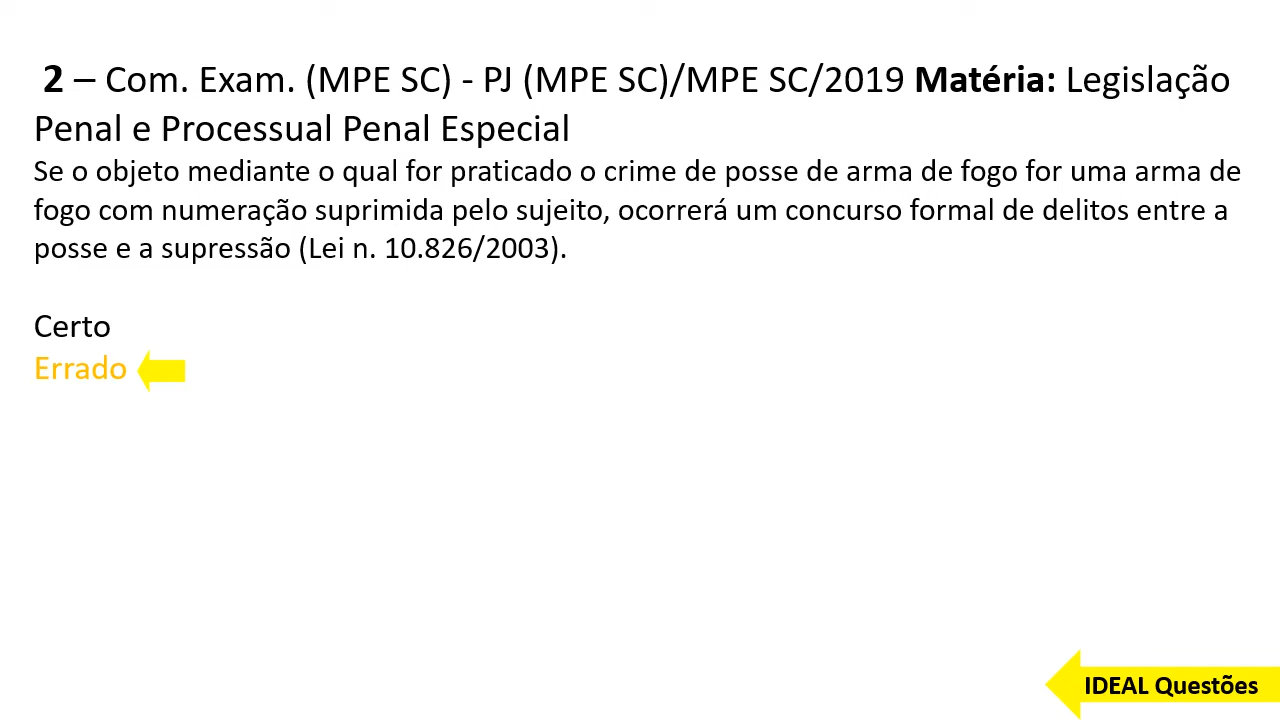 2 – Com. Exam. (MPE SC) - PJ (MPE SC)/MPE SC/2019 Matéria: Legislação
Penal e Processual Penal Especial
Se o objeto mediante o qual for praticado o crime de posse de arma de fogo for uma arma de
fogo com numeração suprimida pelo sujeito, ocorrerá um concurso formal de delitos entre a
posse e a supressão (Lei n. 10.826/2003).
Certo
Errado
IDEAL Questões